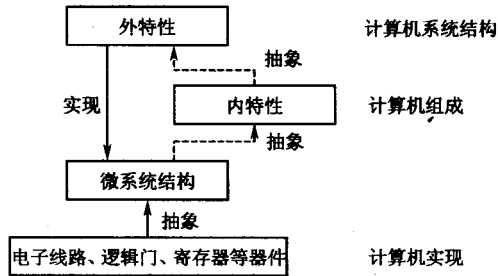 外特性
计算机系统结构
抽象
实现
内特性
计算机组成
抽象
微系统结构
抽象
电子线路、逻辑门、寄存器等器件
计算机实现